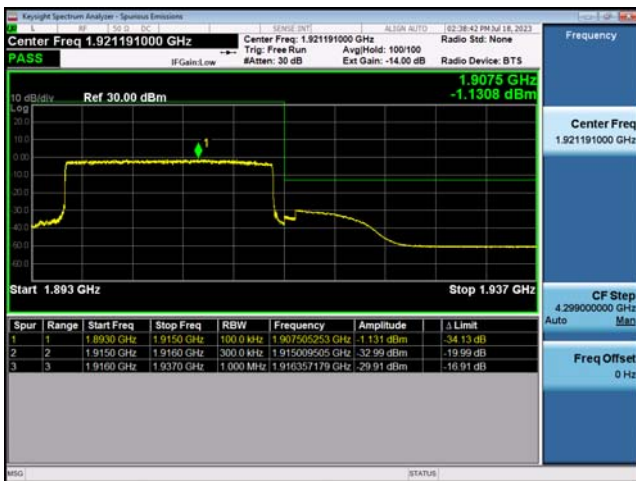 Keysight Spectrum Analyzer - Spurious Emissions
L RF 50 Ω DC SENSE:INT ALIGN AUTO 02:38:42 PM Jul 18, 2023
Center Freq 1.921191000 GHz
Center Freq: 1.921191000 GHz Radio Std: None
Trig: Free Run Avg|Hold: 100/100
PASS IFGain:Low #Atten: 30 dB Ext Gain: -14.00 dB Radio Device: BTS
1.9075 GHz
-1.1308 dBm
10 dB/div Ref 30.00 dBm
Log
20.0
10.0
0.00
10.0
20.0
30.0
40.0
50.0
60.0
1
Start 1.893 GHz Stop 1.937 GHz
Spur Range Start Freq Stop Freq RBW Frequency Amplitude Δ Limit
1 1 1.8930 GHz 1.9150 GHz 100.0 kHz 1.907505253 GHz -1.131 dBm -34.13 dB
2 2 1.9150 GHz 1.9160 GHz 300.0 kHz 1.915009505 GHz -32.99 dBm -19.99 dB
3 3 1.9160 GHz 1.9370 GHz 1.000 MHz 1.916357179 GHz -29.91 dBm -16.91 dB
MSG STATUS
Frequency
Center Freq
1.921191000 GHz
CF Step
4.299000000 GHz
Auto Man
Freq Offset
0 Hz